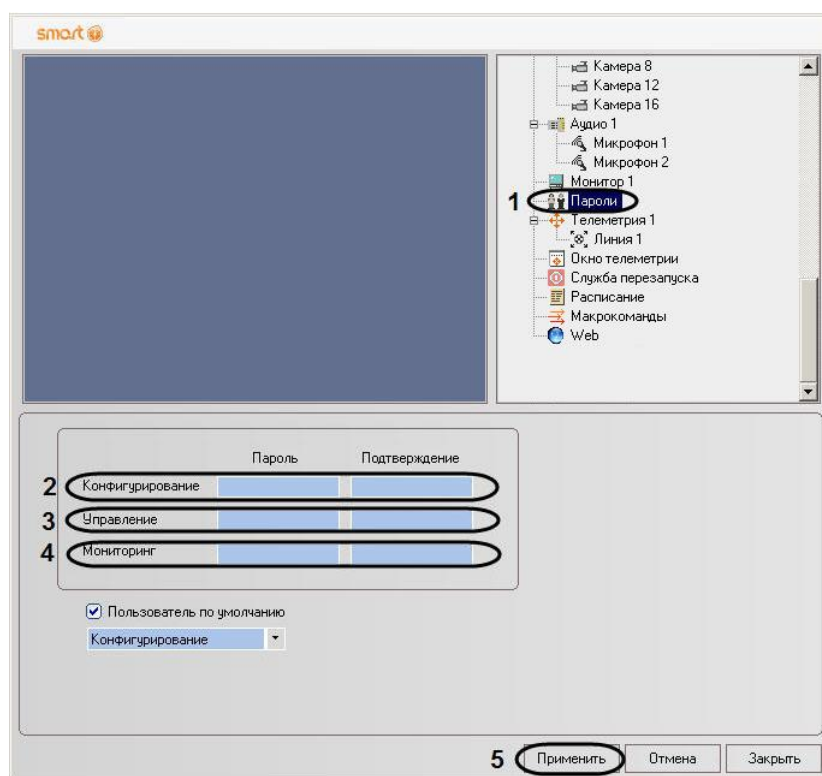 smart
Камера 8
Камера 12
Камера 16
Аудио 1
Микрофон 1
Микрофон 2
Монитор 1
1 Пароли
Телеметрия 1
Линия 1
Окно телеметрии
Служба перезапуска
Расписание
Макрокоманды
Web
Пароль Подтверждение
2 Конфигурирование
3 Управление
4 Мониторинг
Пользователь по умолчанию
Конфигурирование
5 Применить Отмена Закрыть